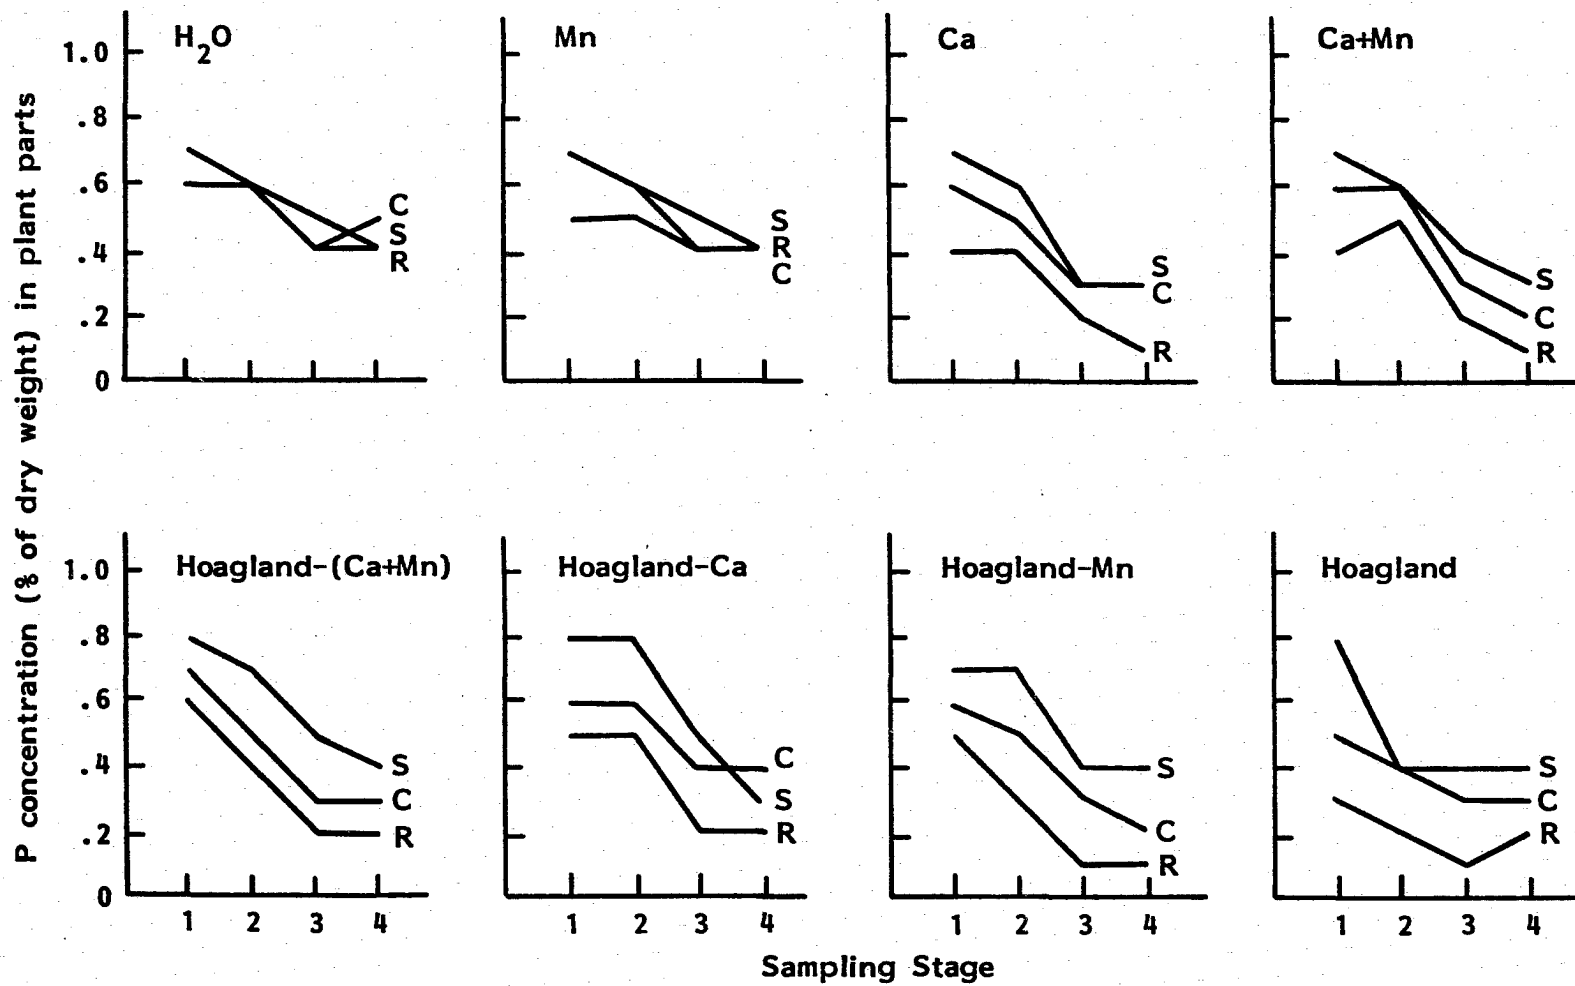 P concentration (% of dry weight) in plant parts
H2O
1.0
.8
.6
.4
.2
0
C
S
R
Mn
S
R
C
Ca
S
C
R
Ca+Mn
S
C
R
Hoagland-(Ca+Mn)
1.0
.8
.6
.4
.2
0
S
C
R
1 2 3 4
Hoagland-Ca
C
S
R
1 2 3 4
Hoagland-Mn
S
C
R
1 2 3 4
Hoagland
S
C
R
1 2 3 4
Sampling Stage